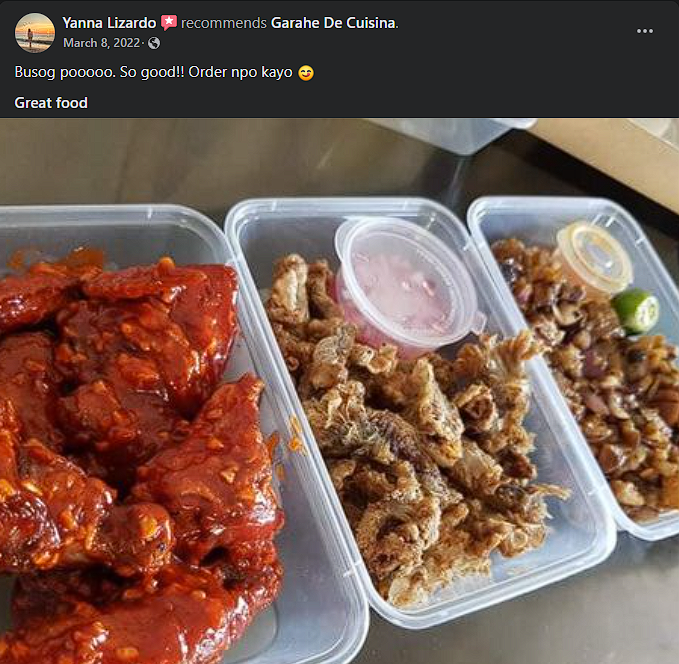 Yanna Lizardo recommends Garahe De Cuisina.
March 8, 2022 ·
Busog pooooo. So good!! Order npo kayo 😊
Great food